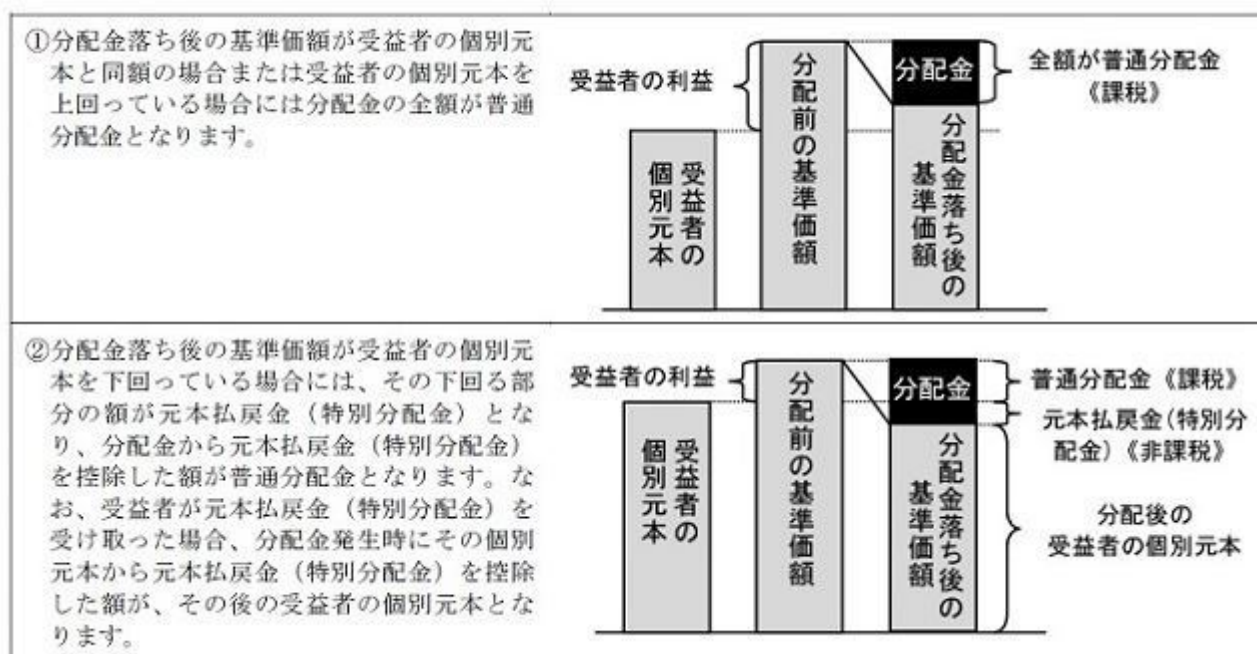 ①分配金落ち後の基準価額が受益者の個別元
本と同額の場合または受益者の個別元本を
上回っている場合には分配金の全額が普通
分配金となります。
受益者の利益
受益者の
個別元本
分配前の基準価額
分配金
分配金落ち後の
基準価額
全額が普通分配金
《課税》
②分配金落ち後の基準価額が受益者の個別元
本を下回っている場合には、その下回る部
分の額が元本払戻金（特別分配金）とな
り、分配金から元本払戻金（特別分配金）
を控除した額が普通分配金となります。な
お、受益者が元本払戻金（特別分配金）を
受け取った場合、分配金発生時にその個別
元本から元本払戻金（特別分配金）を控除
した額が、その後の受益者の個別元本とな
ります。
受益者の利益
受益者の
個別元本
分配前の基準価額
分配金
分配金落ち後の
基準価額
普通分配金《課税》
元本払戻金（特別分
配金）《非課税》
分配後の
受益者の個別元本